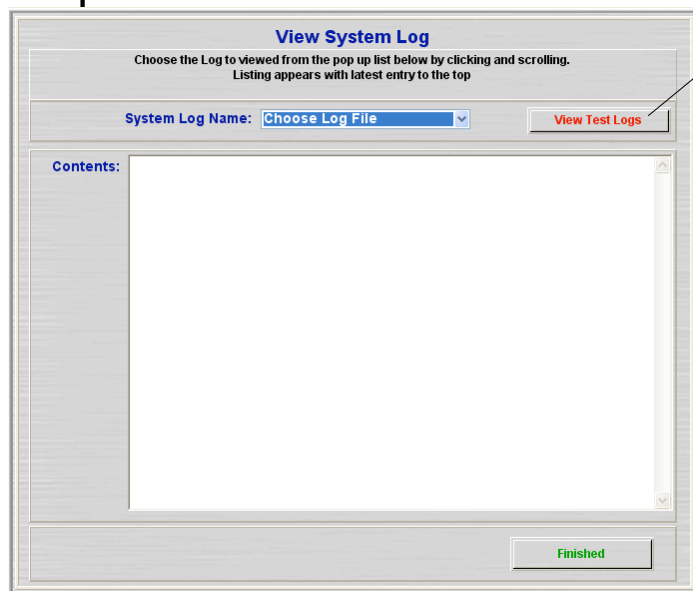 View System Log
Choose the Log to viewed from the pop up list below by clicking and scrolling.
Listing appears with latest entry to the top
System Log Name: Choose Log File
View Test Logs
Contents:
Finished